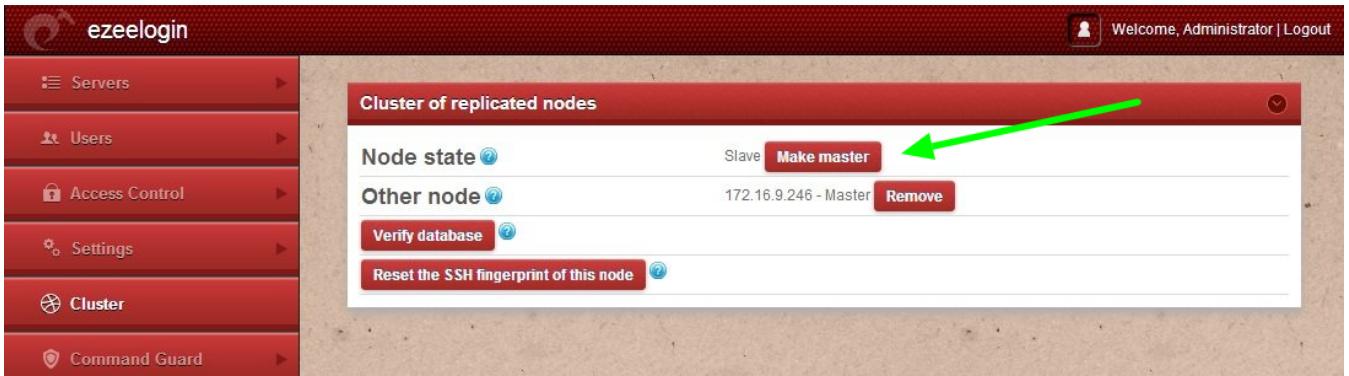 ezeelogin
Welcome, Administrator | Logout
Servers
Users
Access Control
Settings
Cluster
Command Guard
Cluster of replicated nodes
Node state ? Slave Make master
Other node ? 172.16.9.246 - Master Remove
Verify database ?
Reset the SSH fingerprint of this node ?